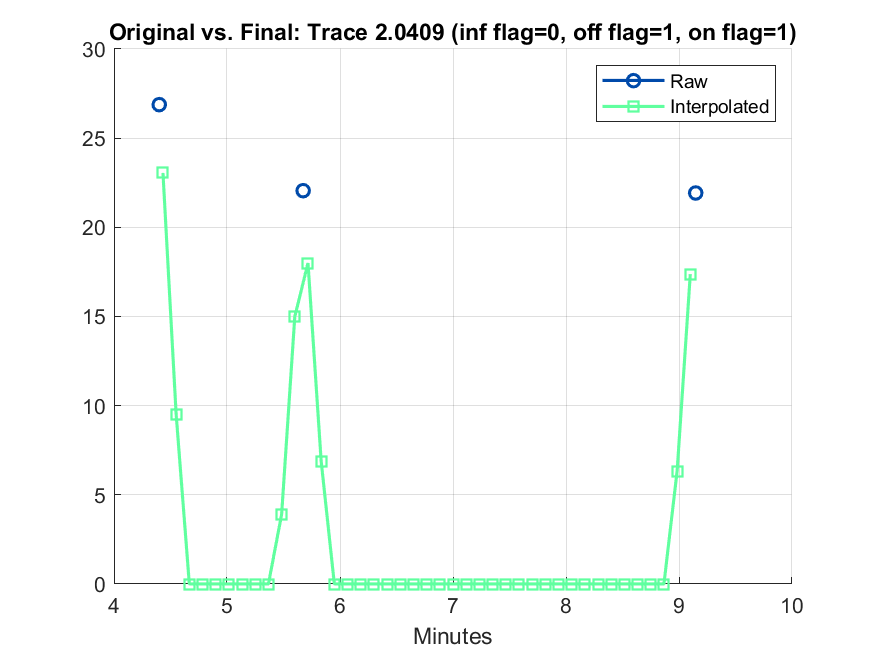 Original vs. Final: Trace 2.0409 (inf flag=0, off flag=1, on flag=1)
30
25
20
15
10
5
0
Raw
Interpolated
4 5 6 7 8 9 10
Minutes